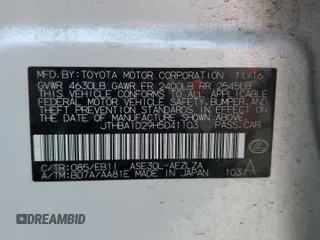 MFD. BY: TOYOTA MOTOR CORPORATION 11/16
GVWR 4630LB GAWR FR 2400LB RR 2545LB
THIS VEHICLE CONFORMS TO ALL APPLICABLE
FEDERAL MOTOR VEHICLE SAFETY, BUMPER, AND
THEFT PREVENTION STANDARDS IN EFFECT ON
THE DATE OF MANUFACTURE SHOWN ABOVE.
JTHBA1D29H5041103 PASS.CAR
C/TR: 085/EB11 ASE30L-AEZLZA
A/TM: B07A/AA81E MADE IN JAPAN 103 A